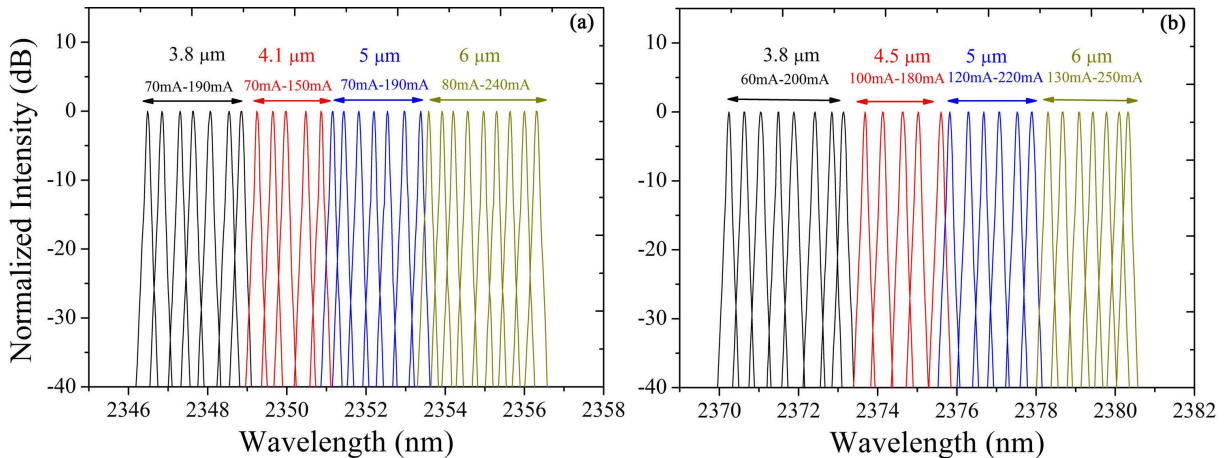 (a)
3.8 μm 4.1 μm 5 μm 6 μm
70mA-190mA 70mA-150mA 70mA-190mA 80mA-240mA
10
0
-10
-20
-30
-40
Normalized Intensity (dB)
2346 2348 2350 2352 2354 2356 2358
Wavelength (nm)
(b)
3.8 μm 4.5 μm 5 μm 6 μm
60mA-200mA 100mA-180mA 120mA-220mA 130mA-250mA
10
0
-10
-20
-30
-40
2370 2372 2374 2376 2378 2380 2382
Wavelength (nm)